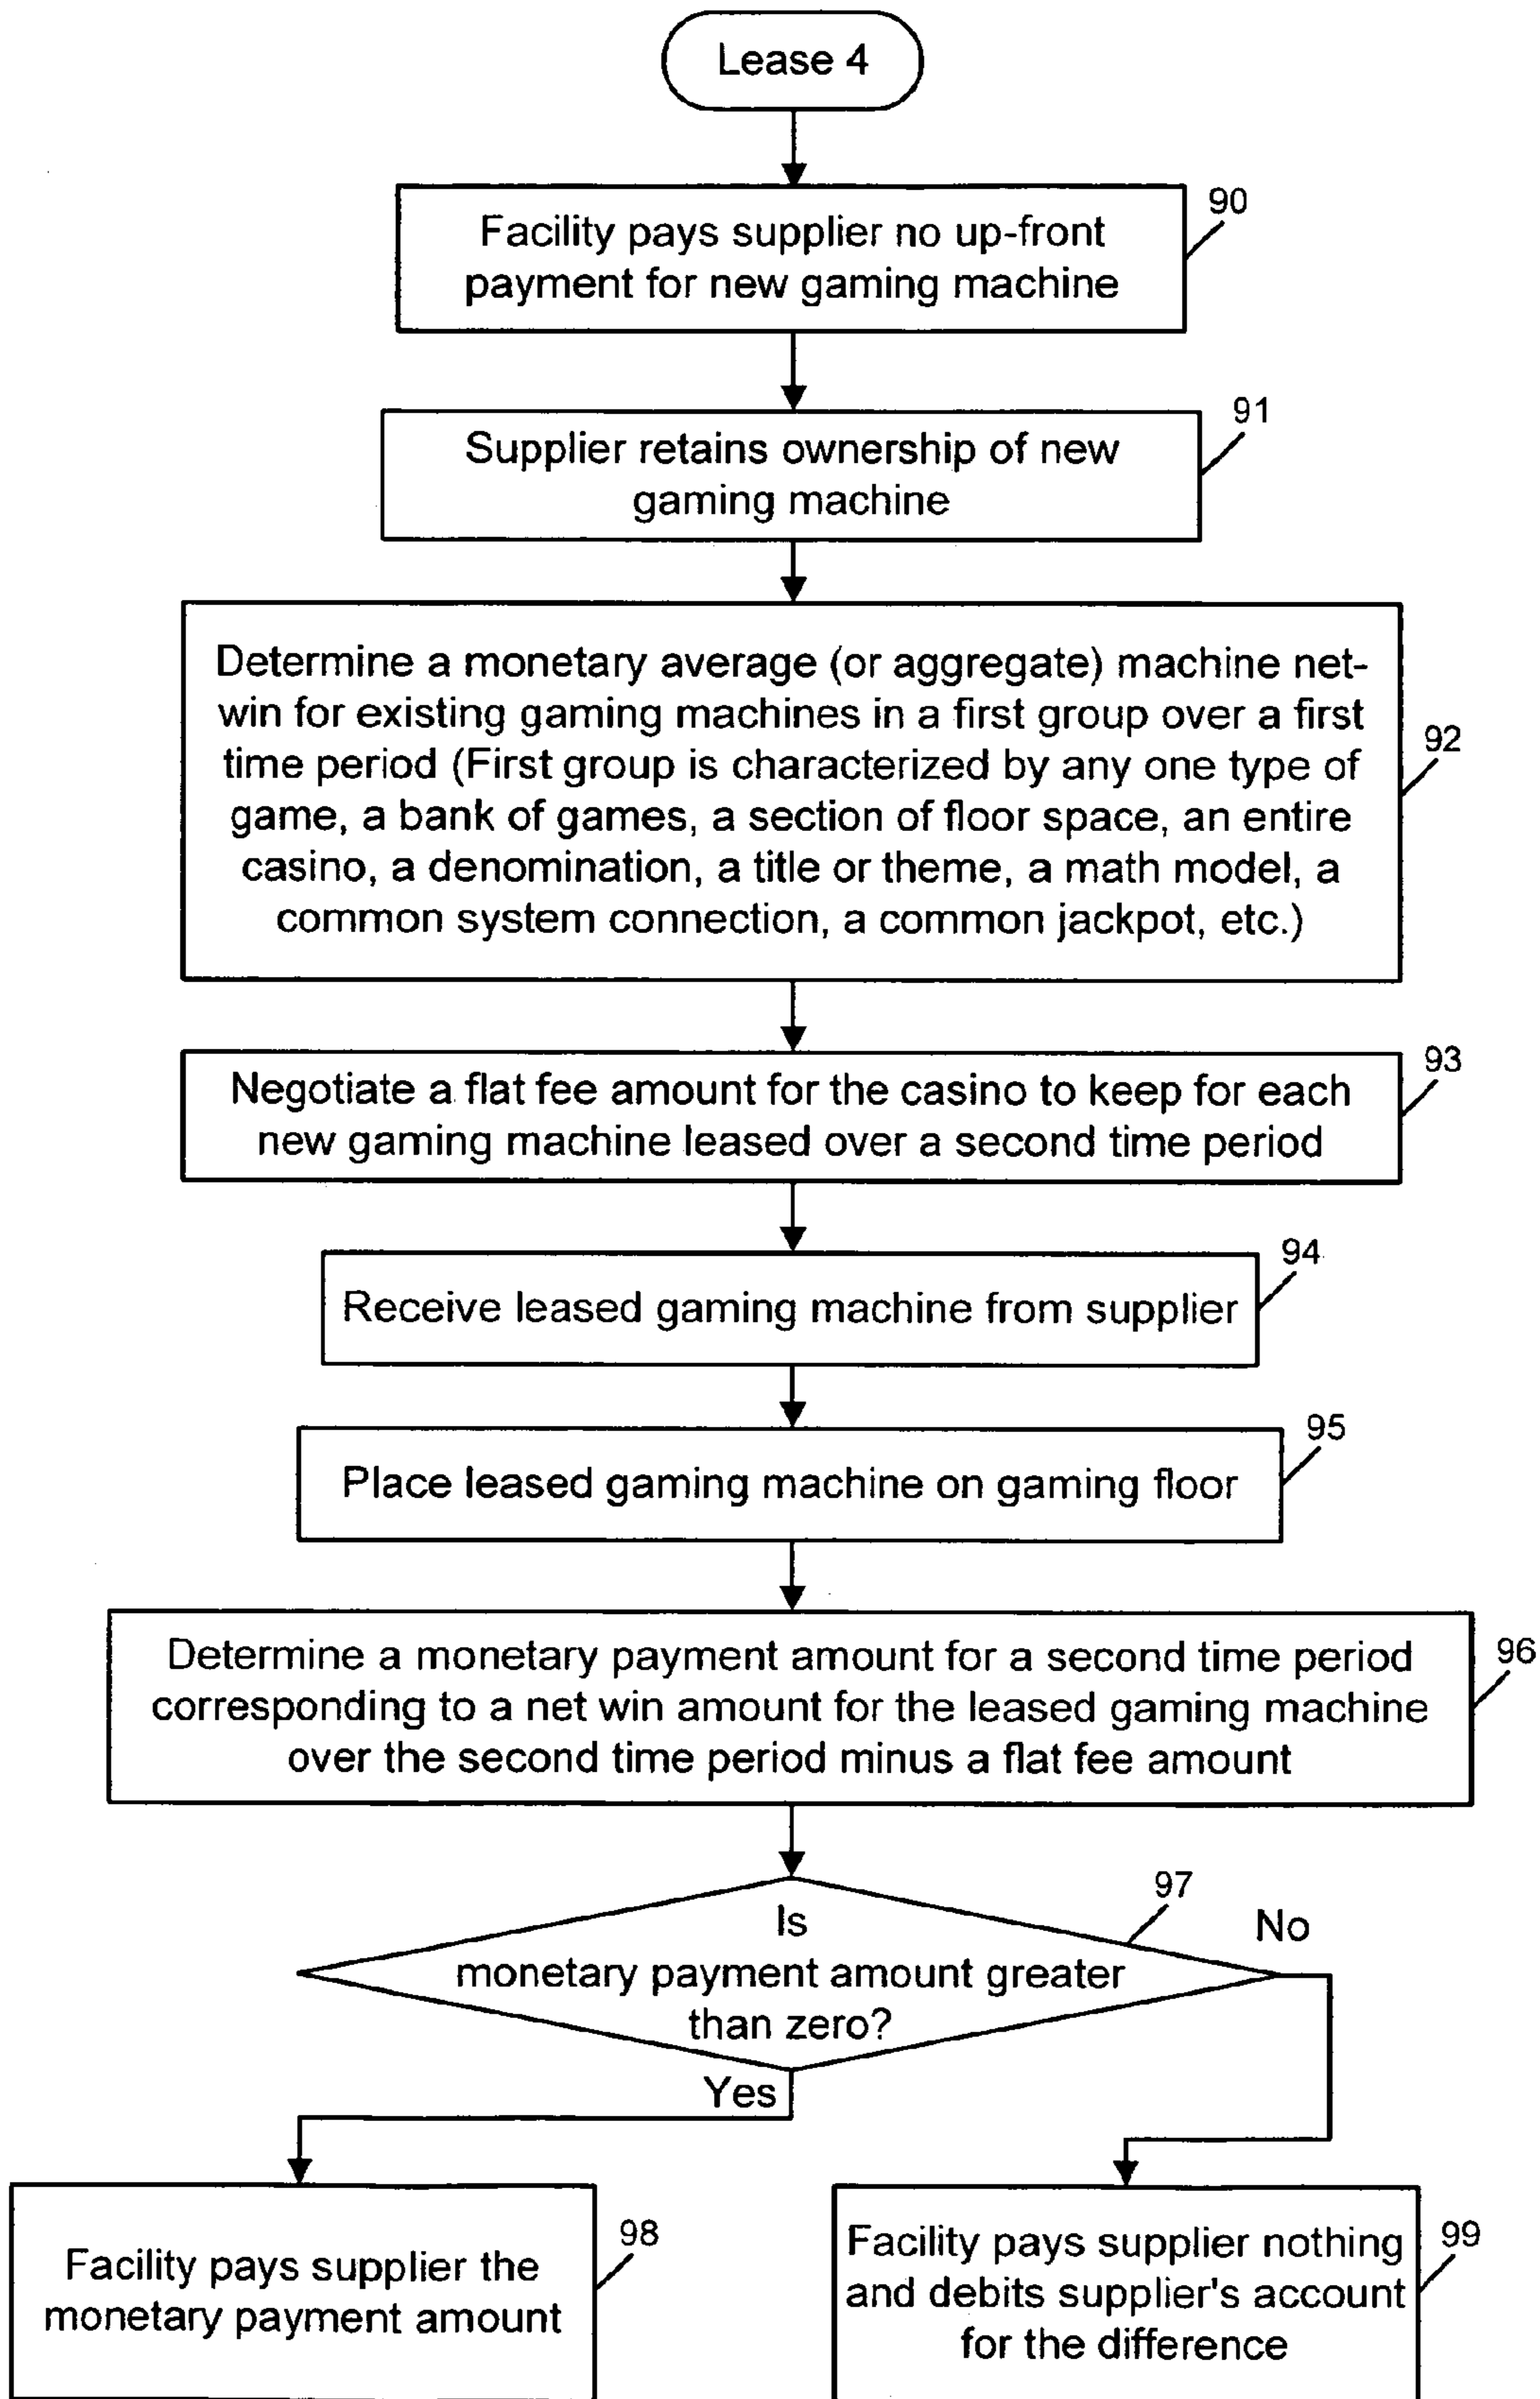 Lease 4
90
Facility pays supplier no up-front
payment for new gaming machine
91
Supplier retains ownership of new
gaming machine
Determine a monetary average (or aggregate) machine net-
win for existing gaming machines in a first group over a first
92
time period (First group is characterized by any one type of
game, a bank of games, a section of floor space, an entire
casino, a denomination, a title or theme, a math model, a
common system connection, a common jackpot, etc.)
93
Negotiate a flat fee amount for the casino to keep for each
new gaming machine leased over a second time period
94
Receive leased gaming machine from supplier
95
Place leased gaming machine on gaming floor
96
Determine a monetary payment amount for a second time period
corresponding to a net win amount for the leased gaming machine
over the second time period minus a flat fee amount
97
Is
No
monetary payment amount greater
than zero?
Yes
98
Facility pays supplier the
monetary payment amount
99
Facility pays supplier nothing
and debits supplier's account
for the difference